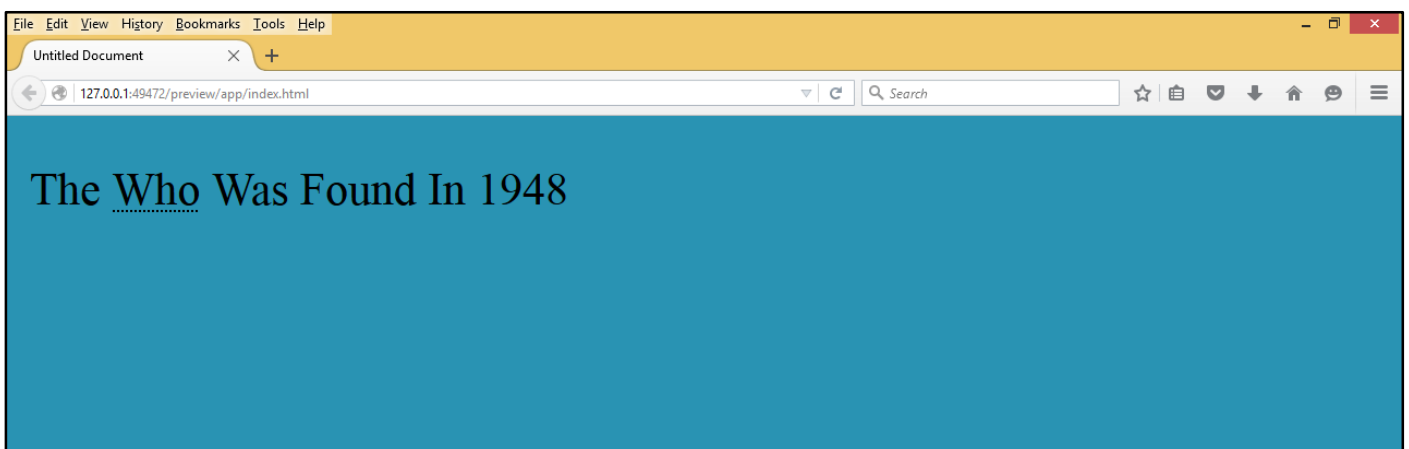 File Edit View History Bookmarks Tools Help
Untitled Document
127.0.0.1:49472/preview/app/index.html Search
The Who Was Found In 1948